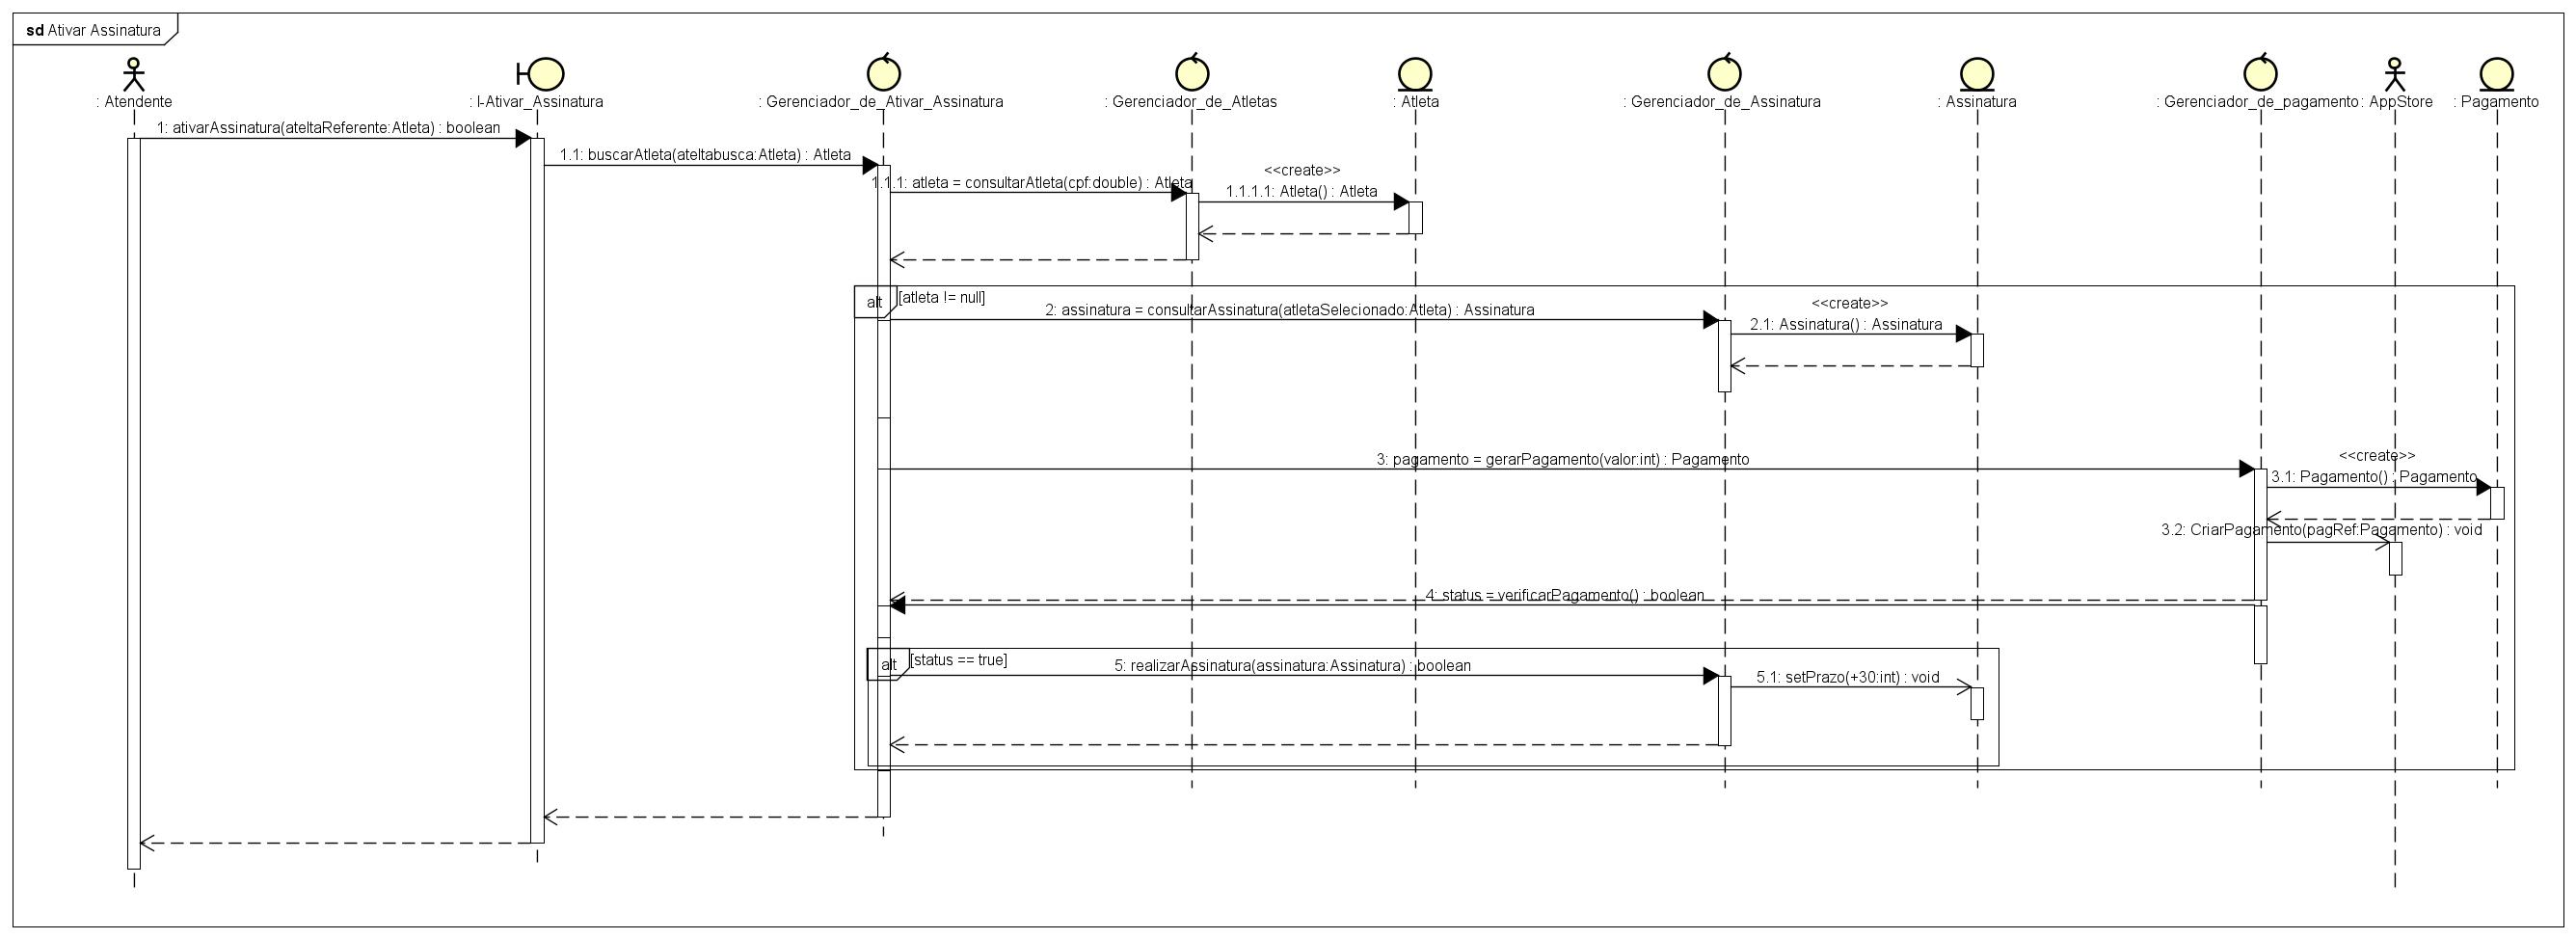 sd Ativar Assinatura
: Atendente
: I-Ativar_Assinatura
: Gerenciador_de_Ativar_Assinatura
: Gerenciador_de_Atletas
: Atleta
: Gerenciador_de_Assinatura
: Assinatura
: Gerenciador_de_pagamento
: AppStore
: Pagamento
1: ativarAssinatura(ateltaReferente:Atleta) : boolean
1.1: buscarAtleta(ateltabusca:Atleta) : Atleta
1.1.1: atleta = consultarAtleta(cpf:double) : Atleta
<<create>>
1.1.1.1: Atleta() : Atleta
alt
[atleta != null]
2: assinatura = consultarAssinatura(atletaSelecionado:Atleta) : Assinatura
<<create>>
2.1: Assinatura() : Assinatura
3: pagamento = gerarPagamento(valor:int) : Pagamento
<<create>>
3.1: Pagamento() : Pagamento
3.2: CriarPagamento(pagRef:Pagamento) : void
4: status = verificarPagamento() : boolean
alt
[status == true]
5: realizarAssinatura(assinatura:Assinatura) : boolean
5.1: setPrazo(+30:int) : void